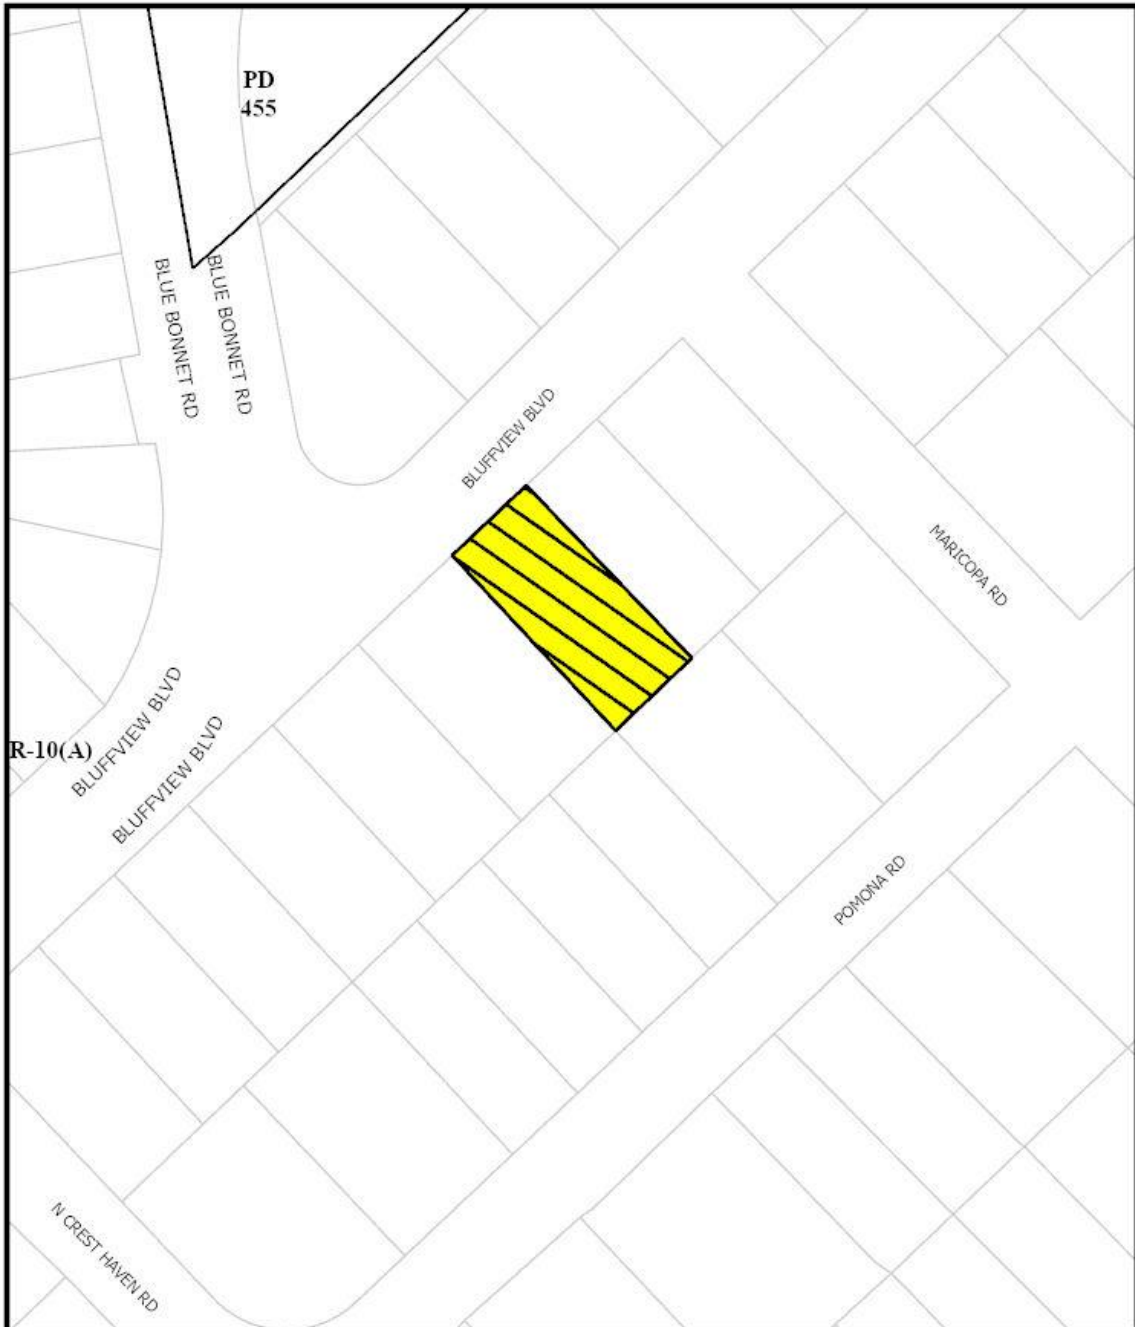 PD
455
BLUE BONNET RD
BLUE BONNET RD
BLUFFVIEW BLVD
MARICOPA RD
BLUFFVIEW BLVD
R-10(A)
BLUFFVIEW BLVD
POMONA RD
N CREST HAVEN RD